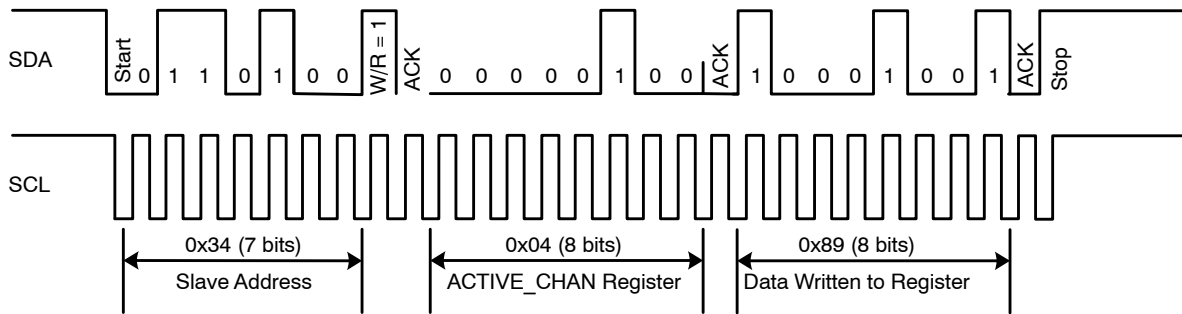 SDA
Start
0 1 1 0 1 0 0
W/R = 1
ACK
0 0 0 0 0 1 0 0
ACK
1 0 0 0 1 0 0 1
ACK
Stop
SCL
0x34 (7 bits)
Slave Address
0x04 (8 bits)
ACTIVE_CHAN Register
0x89 (8 bits)
Data Written to Register